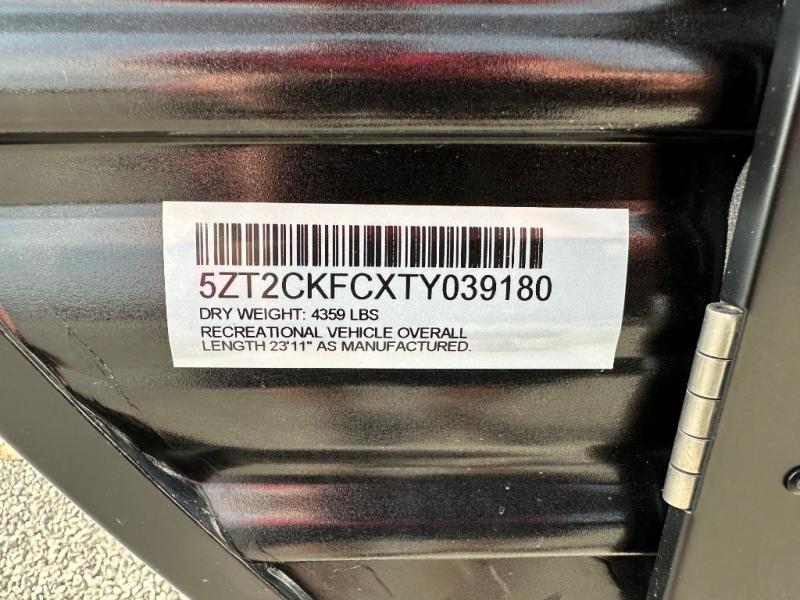 5ZT2CKFCXTY039180
DRY WEIGHT: 4359 LBS
RECREATIONAL VEHICLE OVERALL
LENGTH 23'11" AS MANUFACTURED.